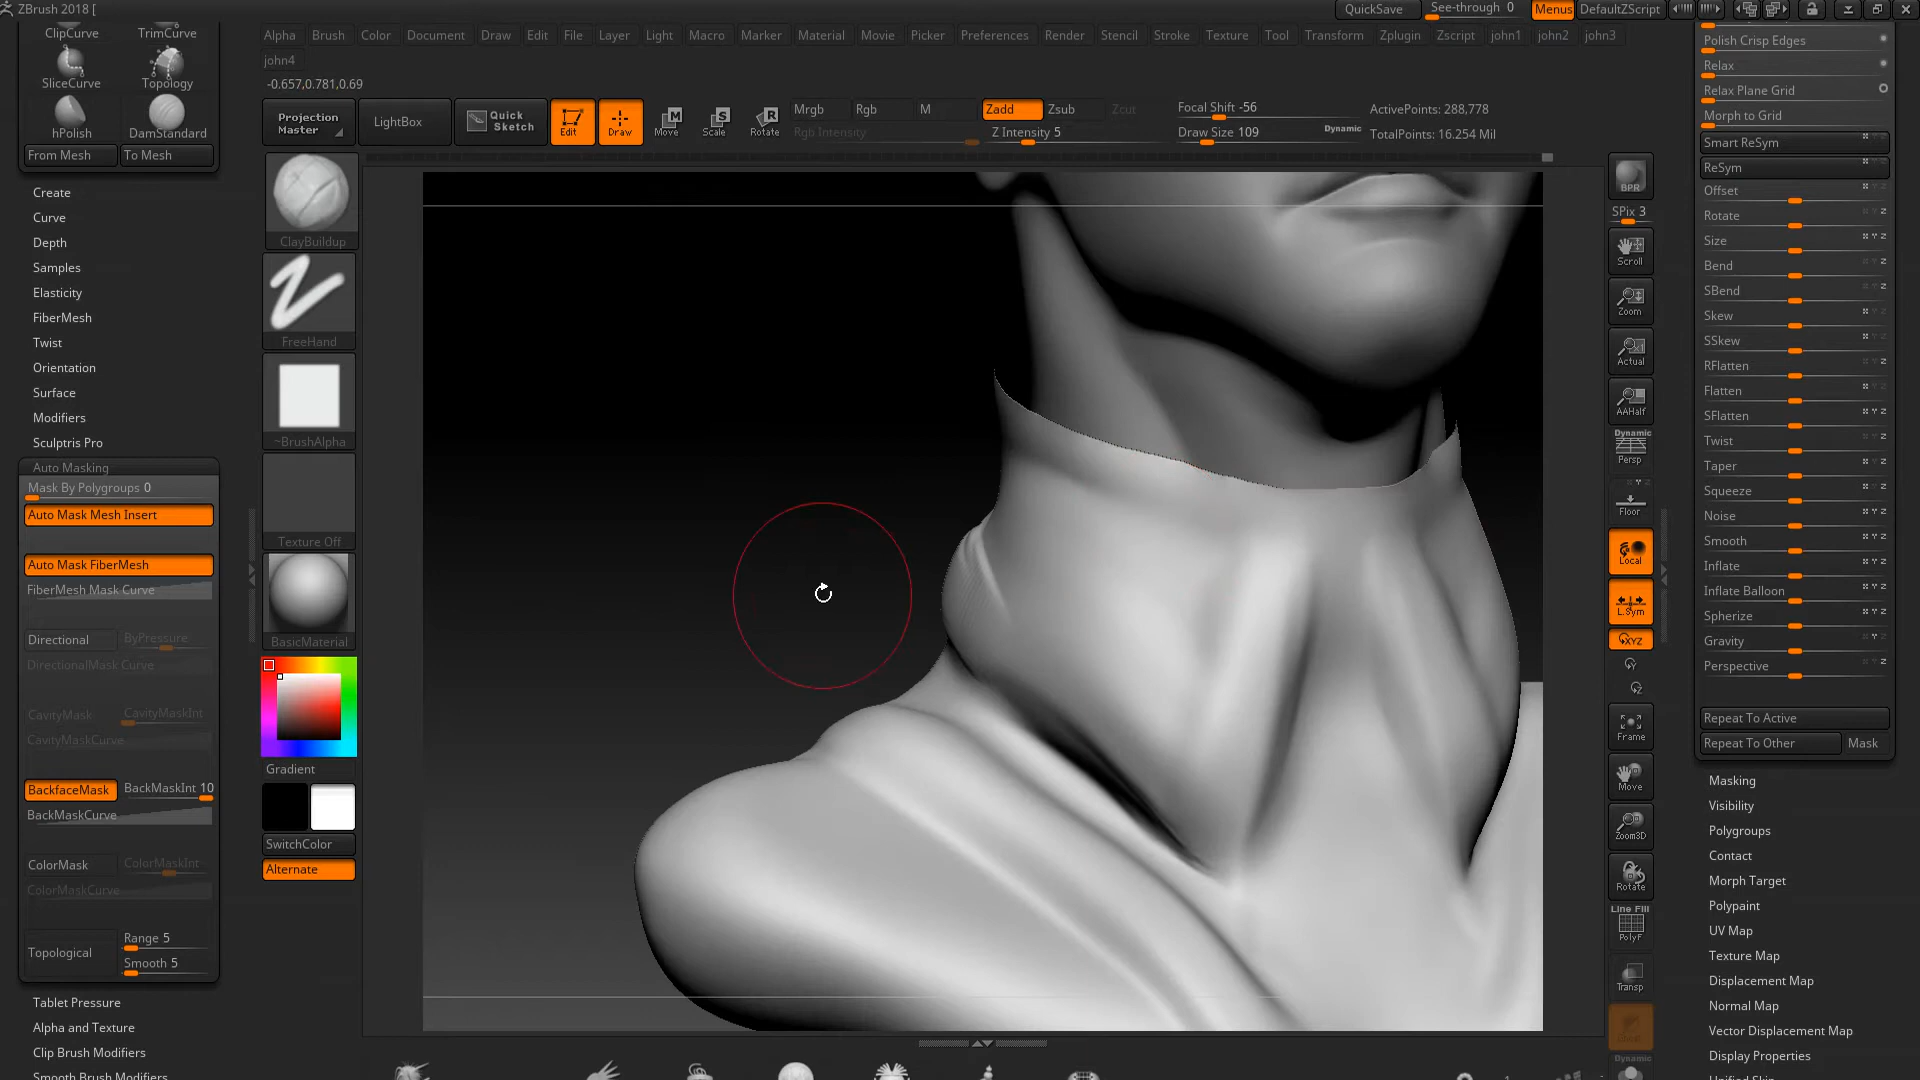 ZBrush 2018 [
QuickSave
See-through 0
Menus
DefaultZScript
Alpha Brush Color Document Draw Edit File Layer Light Macro Marker Material Movie Picker Preferences Render Stencil Stroke Texture Tool Transform Zplugin Zscript john1 john2 john3
john4
-0.657,0.781,0.69
Projection
Master
LightBox
Quick
Sketch
Edit
Draw
Move
Scale
Rotate
Mrgb
Rgb
M
Rgb Intensity
Zadd
Zsub
Zcut
Z Intensity 5
Focal Shift -56
Draw Size 109
Dynamic
ActivePoints: 288,778
TotalPoints: 16.254 Mil
ClipCurve
TrimCurve
SliceCurve
Topology
hPolish
DamStandard
From Mesh
To Mesh
Create
Curve
Depth
Samples
Elasticity
FiberMesh
Twist
Orientation
Surface
Modifiers
Sculptris Pro
Auto Masking
Mask By Polygroups 0
Auto Mask Mesh Insert
Auto Mask FiberMesh
FiberMesh Mask Curve
Directional
ByPressure
DirectionalMask Curve
CavityMask
CavityMaskInt
CavityMaskCurve
BackfaceMask
BackMaskInt 10
BackMaskCurve
ColorMask
ColorMaskInt
ColorMaskCurve
Topological
Range 5
Smooth 5
Tablet Pressure
Alpha and Texture
Clip Brush Modifiers
Smooth Brush Modifiers
ClayBuildup
FreeHand
~BrushAlpha
Texture Off
BasicMaterial
Gradient
SwitchColor
Alternate
BPR
SPix 3
Scroll
Zoom
Actual
AAHalf
Dynamic
Persp
Floor
Local
L.Sym
XYZ
Y
Z
Frame
Move
Zoom3D
Rotate
Line Fill
PolyF
Transp
Dynamic
Polish Crisp Edges
Relax
Relax Plane Grid
Morph to Grid
Smart ReSym
ReSym
Offset
Rotate
Size
Bend
SBend
Skew
SSkew
RFlatten
Flatten
SFlatten
Twist
Taper
Squeeze
Noise
Smooth
Inflate
Inflate Balloon
Spherize
Gravity
Perspective
Repeat To Active
Repeat To Other
Mask
Masking
Visibility
Polygroups
Contact
Morph Target
Polypaint
UV Map
Texture Map
Displacement Map
Normal Map
Vector Displacement Map
Display Properties